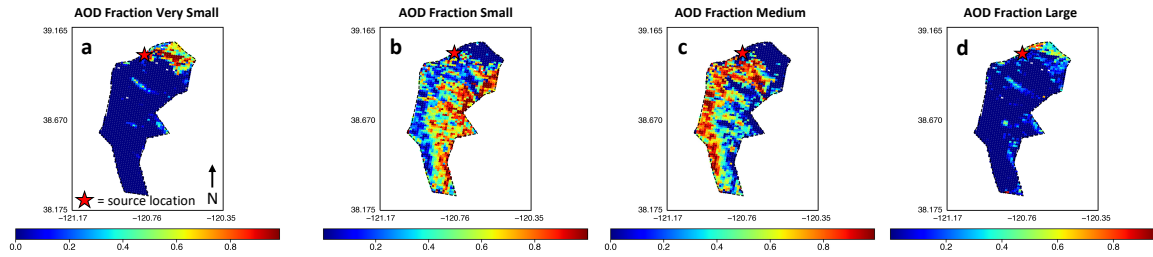 AOD Fraction Very Small
39.165
38.670
38.175
a
= source location
N
−121.17 −120.76 −120.35
0.0 0.2 0.4 0.6 0.8
AOD Fraction Small
39.165
38.670
38.175
b
−121.17 −120.76 −120.35
0.2 0.4 0.6 0.8
AOD Fraction Medium
39.165
38.670
38.175
c
−121.17 −120.76 −120.35
0.0 0.2 0.4 0.6 0.8
AOD Fraction Large
39.165
38.670
38.175
d
−121.17 −120.76 −120.35
0.2 0.4 0.6 0.8